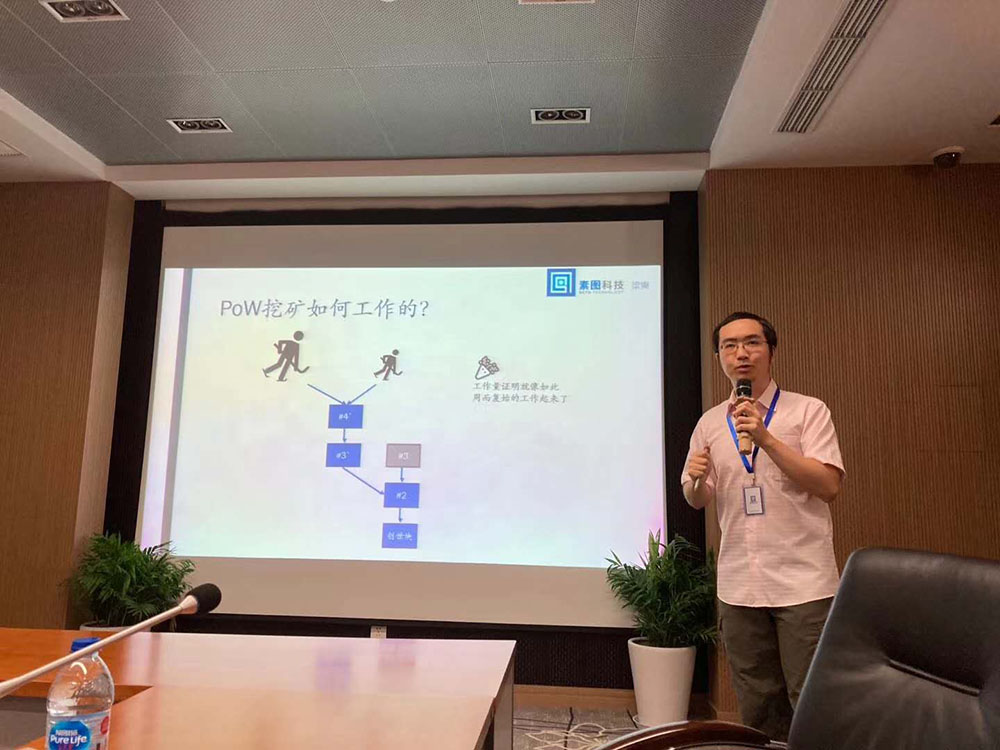 素图科技
PoW挖矿如何工作的?
工作量证明就像如此
周而复始的工作起来了
#4`
#3`
#3
#2
创世块
Nestlé
Pure Life